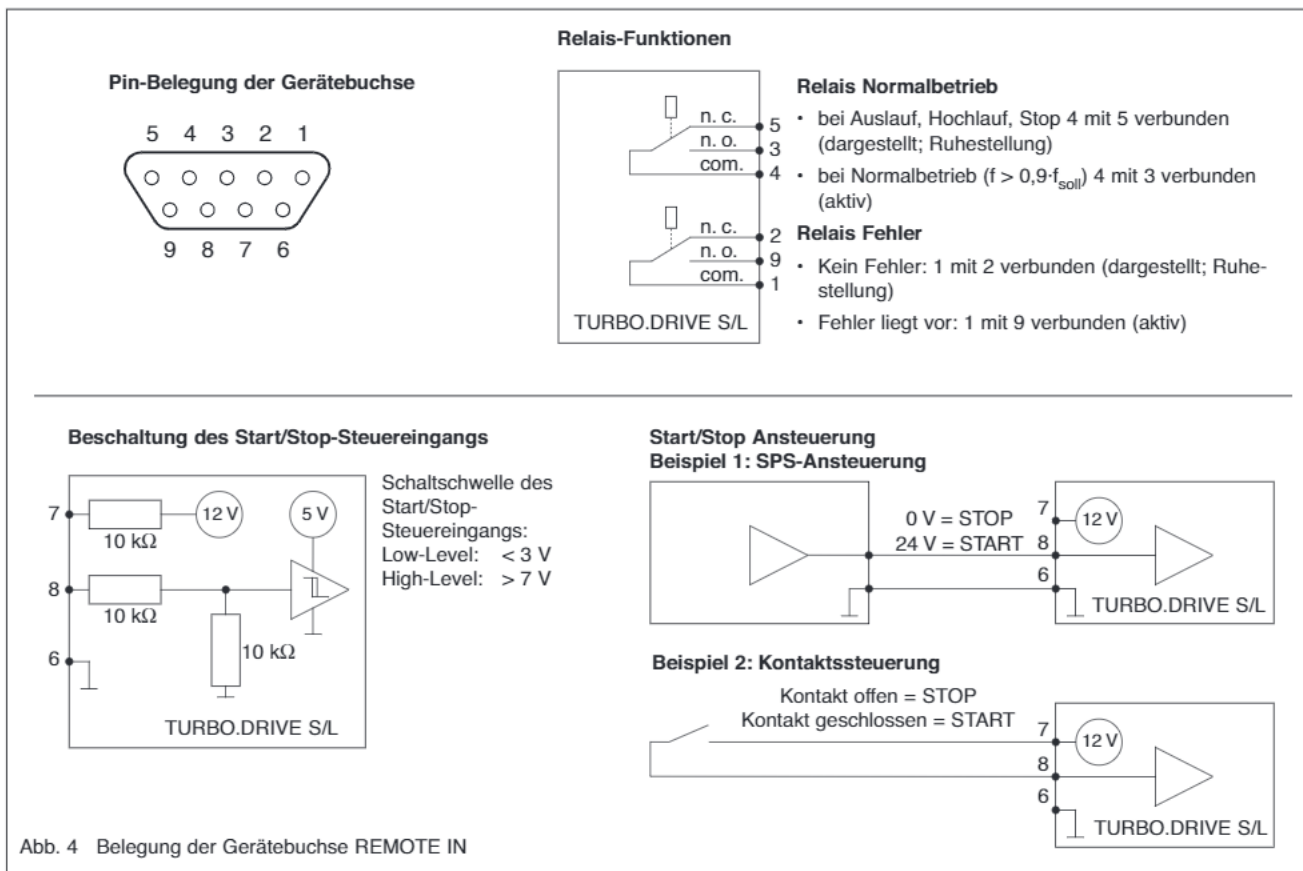 Relais-Funktionen
Pin-Belegung der Gerätebuchse
5 4 3 2 1
9 8 7 6
n. c.
n. o.
com.
5
3
4
n. c.
n. o.
com.
2
9
1
TURBO.DRIVE S/L
Relais Normalbetrieb
• bei Auslauf, Hochlauf, Stop 4 mit 5 verbunden
(dargestellt; Ruhestellung)
• bei Normalbetrieb (f > 0,9·fsoll) 4 mit 3 verbunden
(aktiv)
Relais Fehler
• Kein Fehler: 1 mit 2 verbunden (dargestellt; Ruhe-
stellung)
• Fehler liegt vor: 1 mit 9 verbunden (aktiv)
Beschaltung des Start/Stop-Steuereingangs
7
10 kΩ
12 V
5 V
8
10 kΩ
10 kΩ
6
TURBO.DRIVE S/L
Schaltschwelle des
Start/Stop-
Steuereingangs:
Low-Level: < 3 V
High-Level: > 7 V
Start/Stop Ansteuerung
Beispiel 1: SPS-Ansteuerung
0 V = STOP
24 V = START
7
12 V
8
6
TURBO.DRIVE S/L
Beispiel 2: Kontaktssteuerung
Kontakt offen = STOP
Kontakt geschlossen = START
7
12 V
8
6
TURBO.DRIVE S/L
Abb. 4 Belegung der Gerätebuchse REMOTE IN